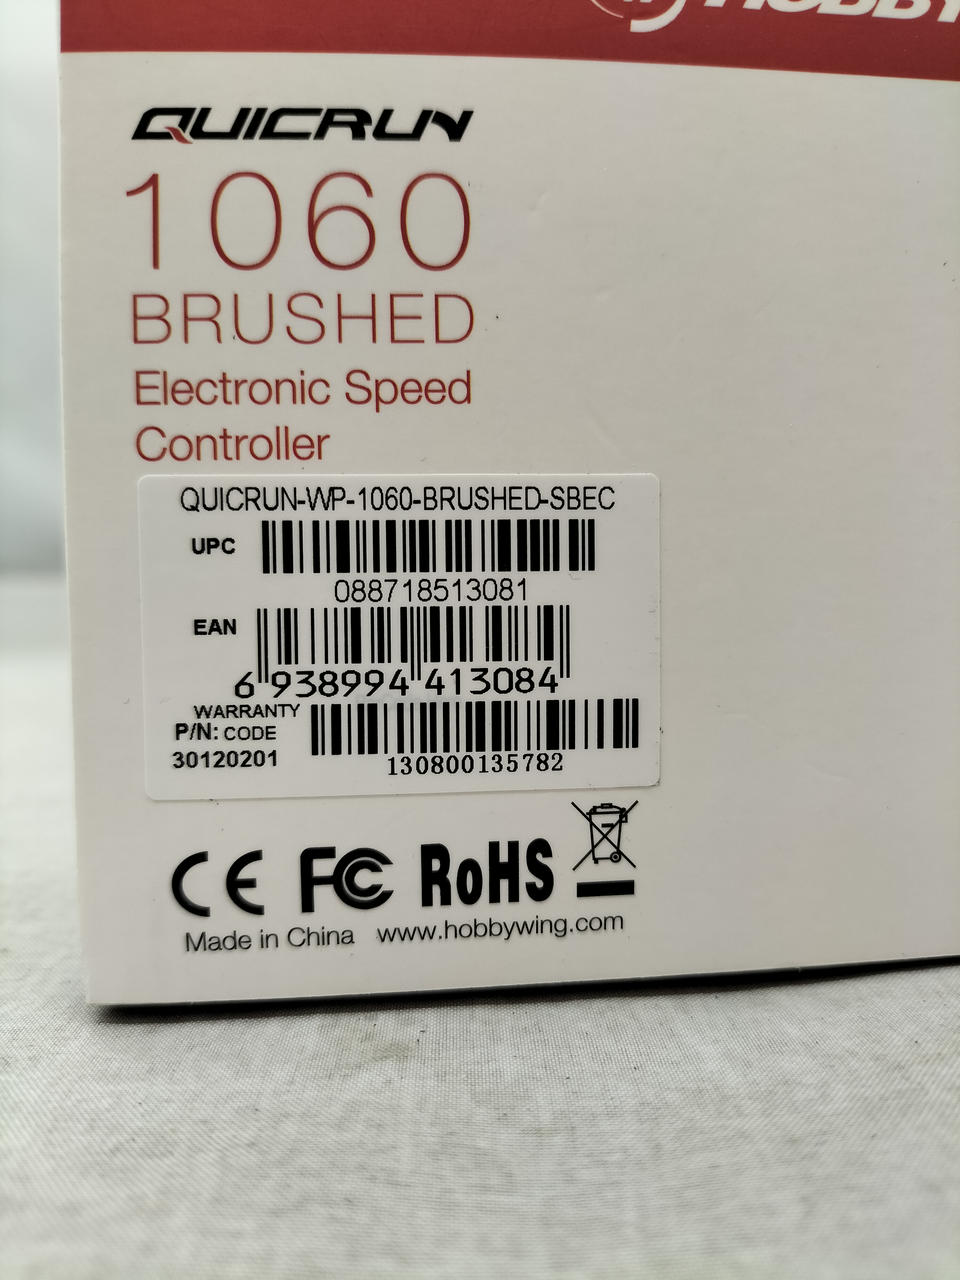 HOBBYW
QUICRUN
1060
BRUSHED
Electronic Speed
Controller
QUICRUN-WP-1060-BRUSHED-SBEC
UPC
088718513081
EAN
6 938994 413084
WARRANTY
P/N: CODE
30120201
130800135782
CE FC RoHS
Made in China www.hobbywing.com